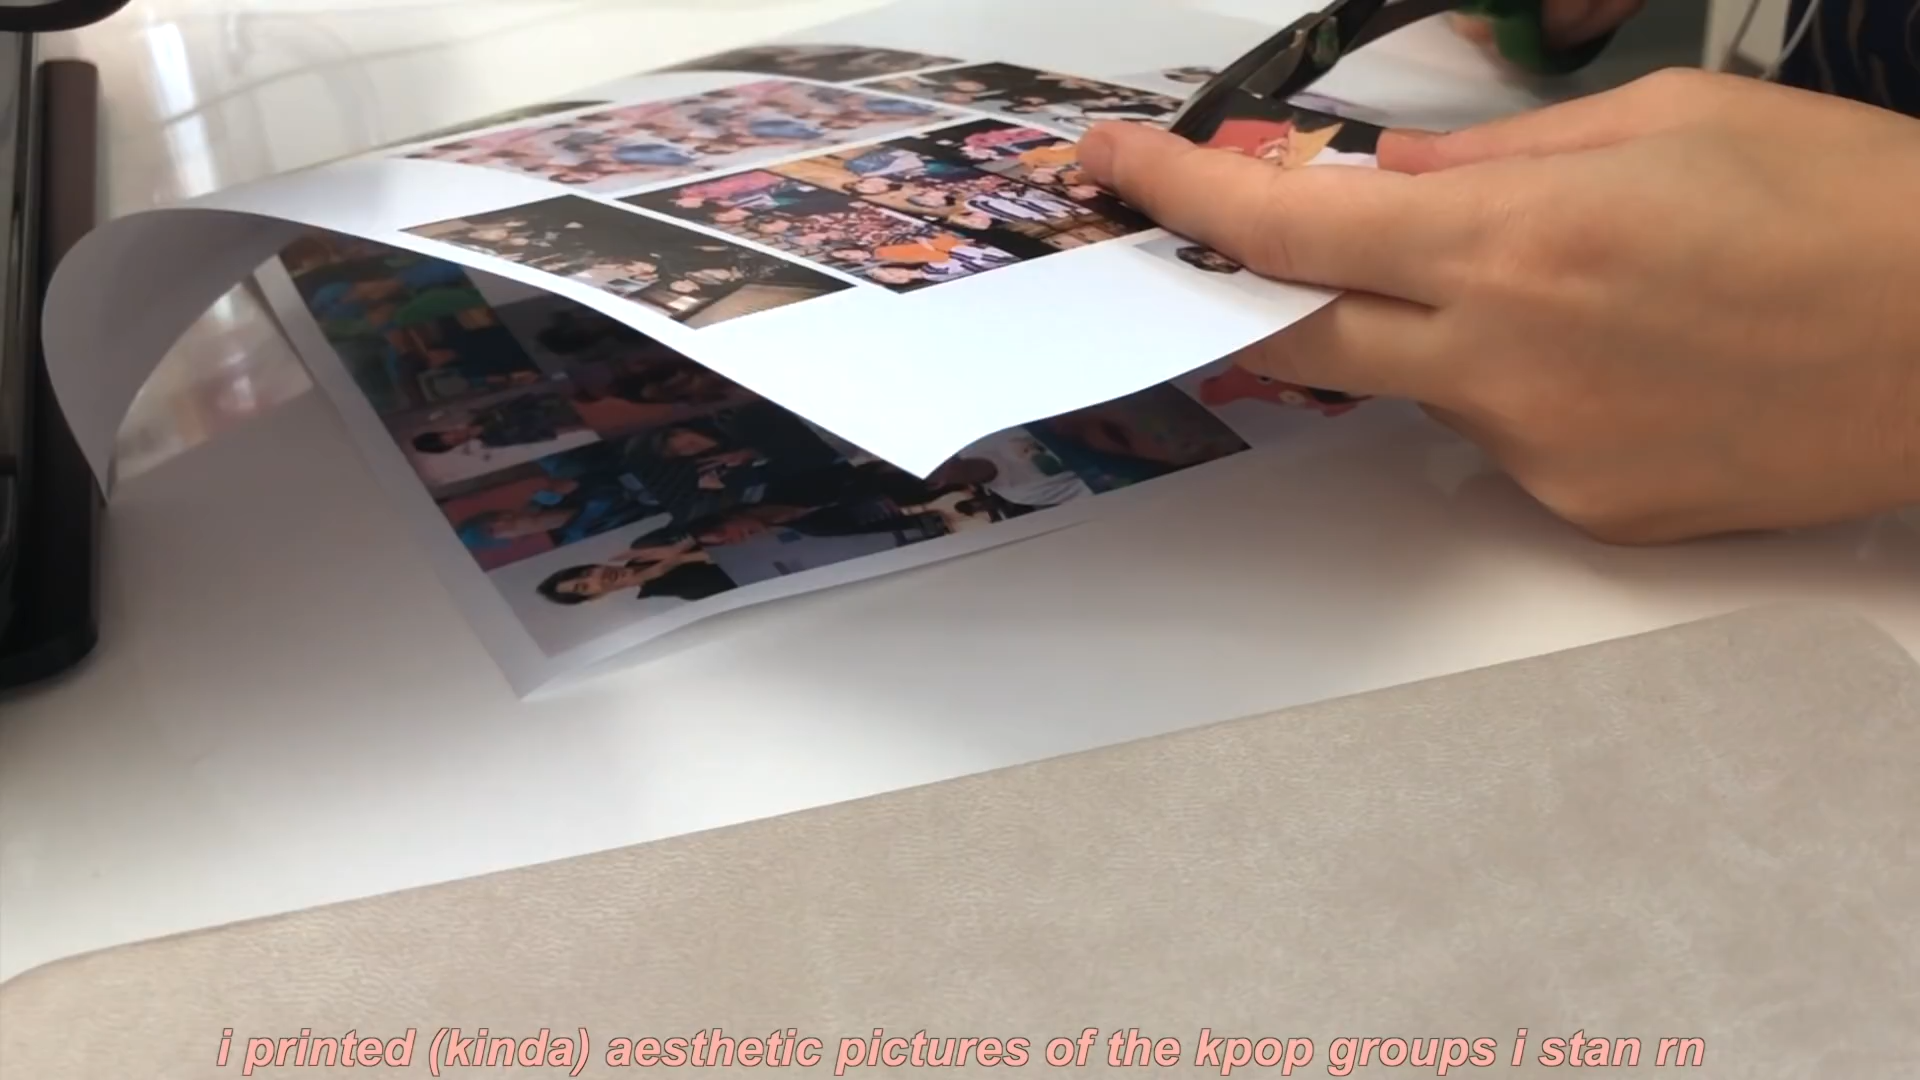 i printed (kinda) aesthetic pictures of the kpop groups i stan rn